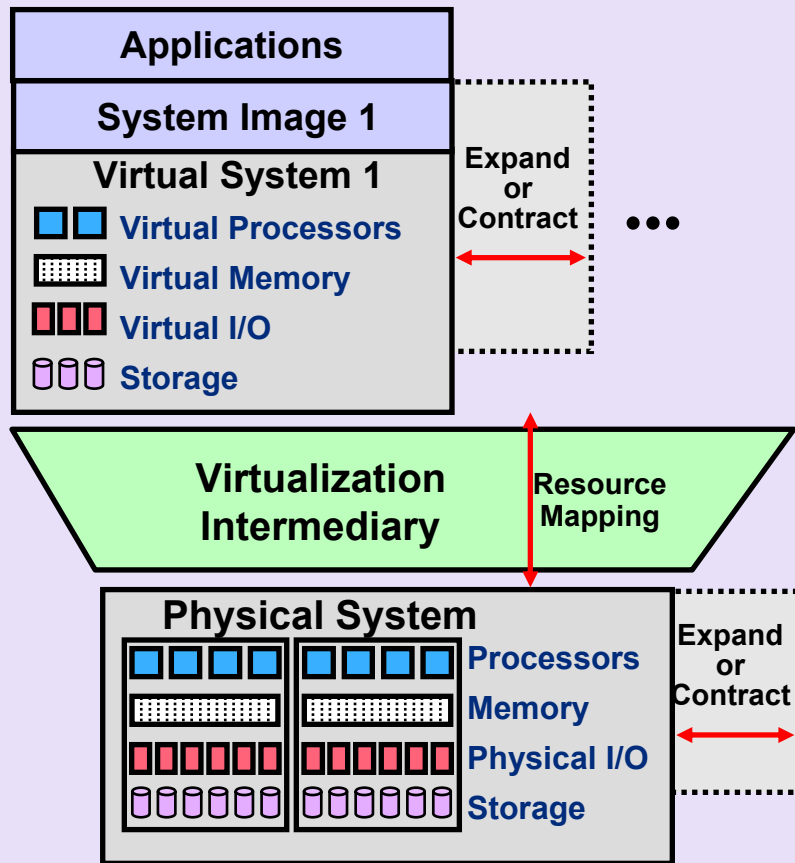 Applications
System Image 1
Virtual System 1
Virtual Processors
Virtual Memory
Virtual I/O
Storage
Expand
or
Contract
•••
Virtualization
Intermediary
Resource
Mapping
Physical System
Processors
Memory
Physical I/O
Storage
Expand
or
Contract